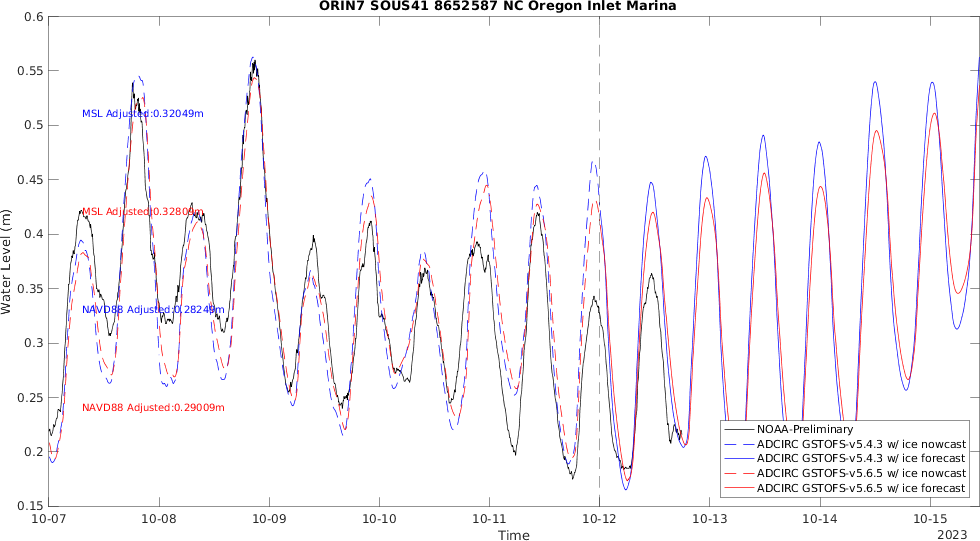 ORIN7 SOUS41 8652587 NC Oregon Inlet Marina
0.6
0.55
0.5
0.45
0.4
0.35
0.3
0.25
0.2
0.15
Water Level (m)
MSL Adjusted:0.32049m
MSL Adjusted:0.32809m
NAVD88 Adjusted:0.28249m
NAVD88 Adjusted:0.29009m
NOAA-Preliminary
ADCIRC GSTOFS-v5.4.3 w/ ice nowcast
ADCIRC GSTOFS-v5.4.3 w/ ice forecast
ADCIRC GSTOFS-v5.6.5 w/ ice nowcast
ADCIRC GSTOFS-v5.6.5 w/ ice forecast
10-07 10-08 10-09 10-10 10-11 10-12 10-13 10-14 10-15
Time
2023